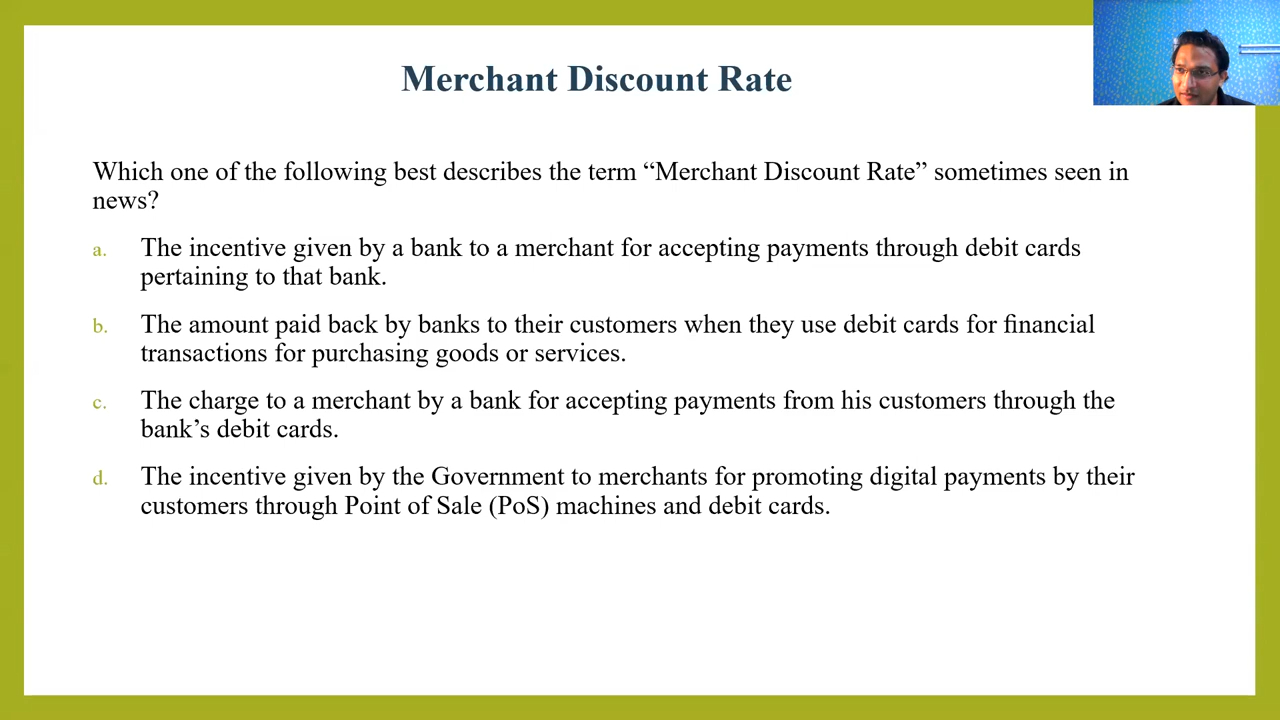 Merchant Discount Rate
Which one of the following best describes the term “Merchant Discount Rate” sometimes seen in
news?
a. The incentive given by a bank to a merchant for accepting payments through debit cards
pertaining to that bank.
b. The amount paid back by banks to their customers when they use debit cards for financial
transactions for purchasing goods or services.
c. The charge to a merchant by a bank for accepting payments from his customers through the
bank’s debit cards.
d. The incentive given by the Government to merchants for promoting digital payments by their
customers through Point of Sale (PoS) machines and debit cards.